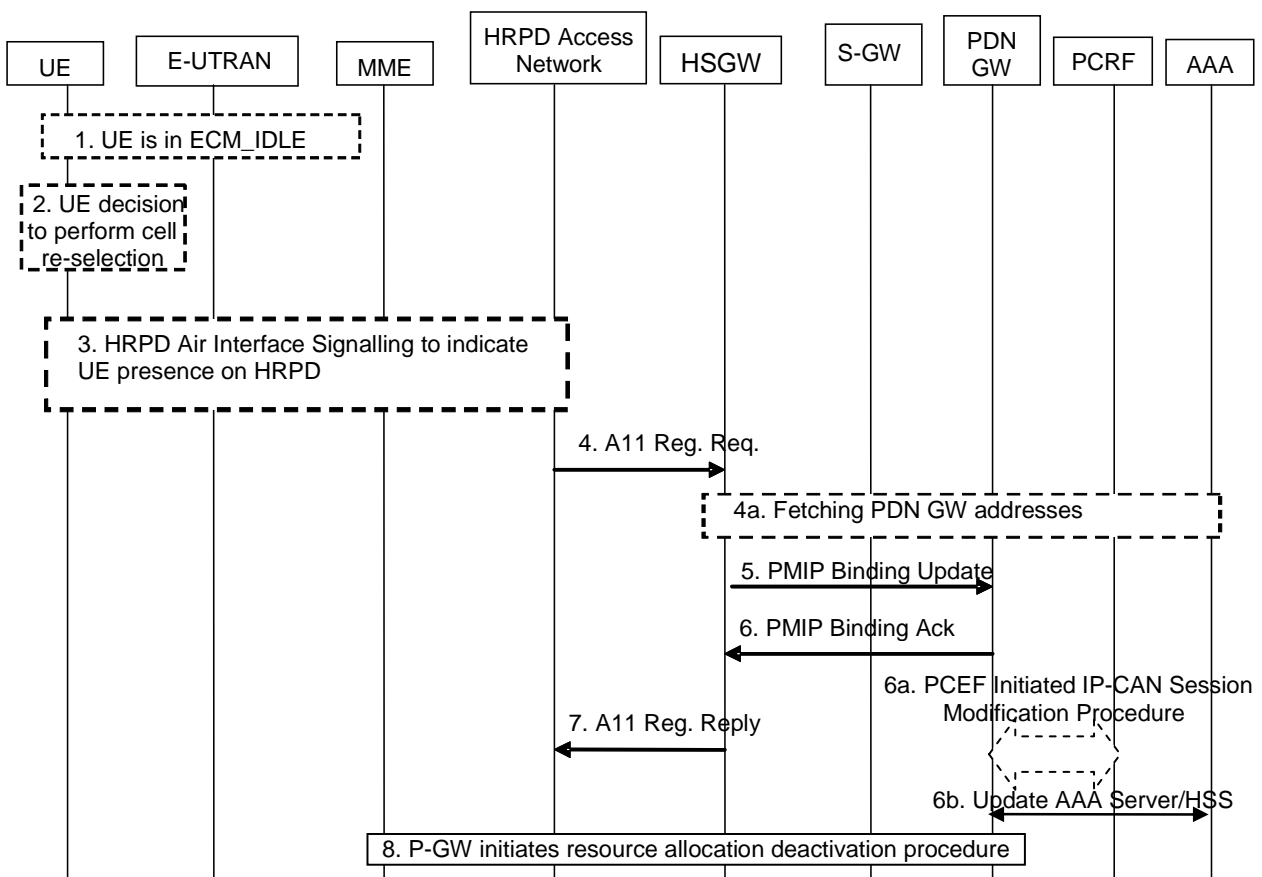 UE
E-UTRAN
MME
HRPD Access
Network
HSGW
S-GW
PDN
GW
PCRF
AAA
1. UE is in ECM_IDLE
2. UE decision
to perform cell
re-selection
3. HRPD Air Interface Signalling to indicate
UE presence on HRPD
4. A11 Reg. Req.
4a. Fetching PDN GW addresses
5. PMIP Binding Update
6. PMIP Binding Ack
6a. PCEF Initiated IP-CAN Session
Modification Procedure
7. A11 Reg. Reply
6b. Update AAA Server/HSS
8. P-GW initiates resource allocation deactivation procedure